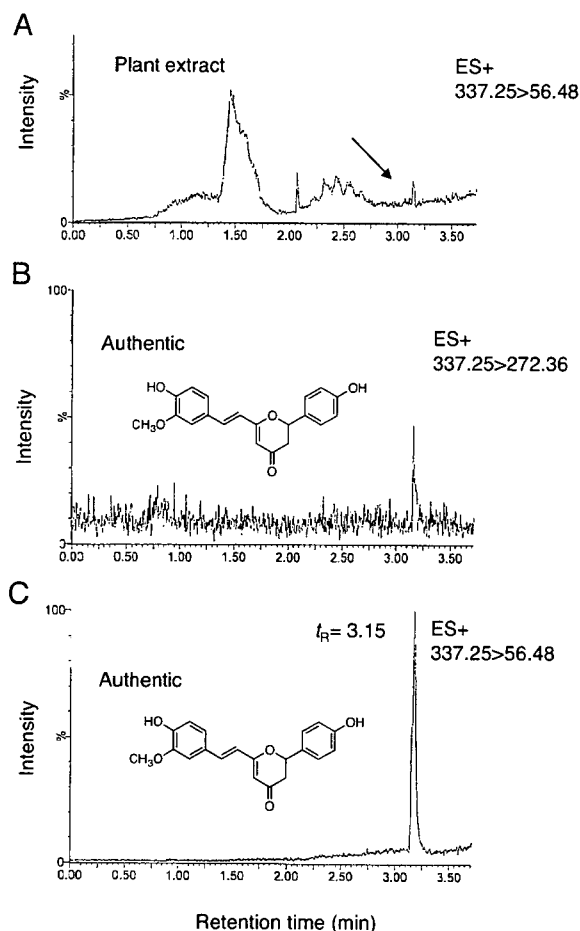 A
Plant extract
ES+
337.25>56.48
Intensity
%
0
0.00 0.50 1.00 1.50 2.00 2.50 3.00 3.50
B
100
Authentic
ES+
337.25>272.36
HO
CH₃O
O
O
OH
Intensity
%
3
0.00 0.50 1.00 1.50 2.00 2.50 3.00 3.50
C
100
tR= 3.15
ES+
337.25>56.48
Authentic
HO
CH₃O
O
O
OH
Intensity
%
0
0.00 0.50 1.00 1.50 2.00 2.50 3.00 3.50
Retention time (min)